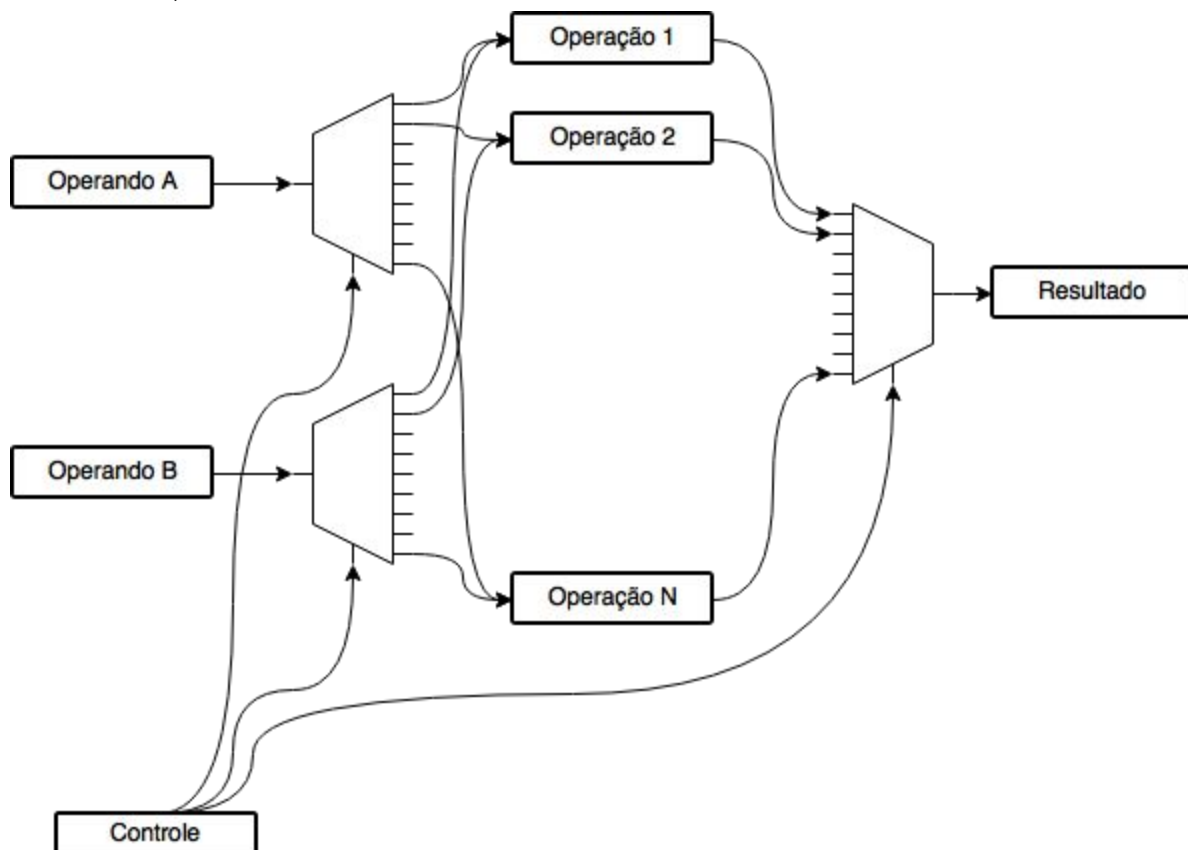 Operação 1
Operação 2
Operando A
Resultado
Operando B
Operação N
Controle